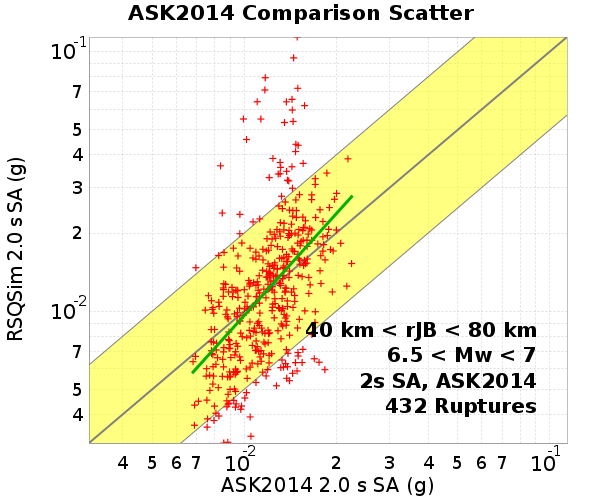 ASK2014 Comparison Scatter
RSQSim 2.0 s SA (g)
10⁻¹
7
5
4
3
2
10⁻²
7
5
4
40 km < rJB < 80 km
6.5 < Mw < 7
2s SA, ASK2014
432 Ruptures
4 5 6 7 10⁻² 2 3 4 5 6 7 10⁻¹
ASK2014 2.0 s SA (g)